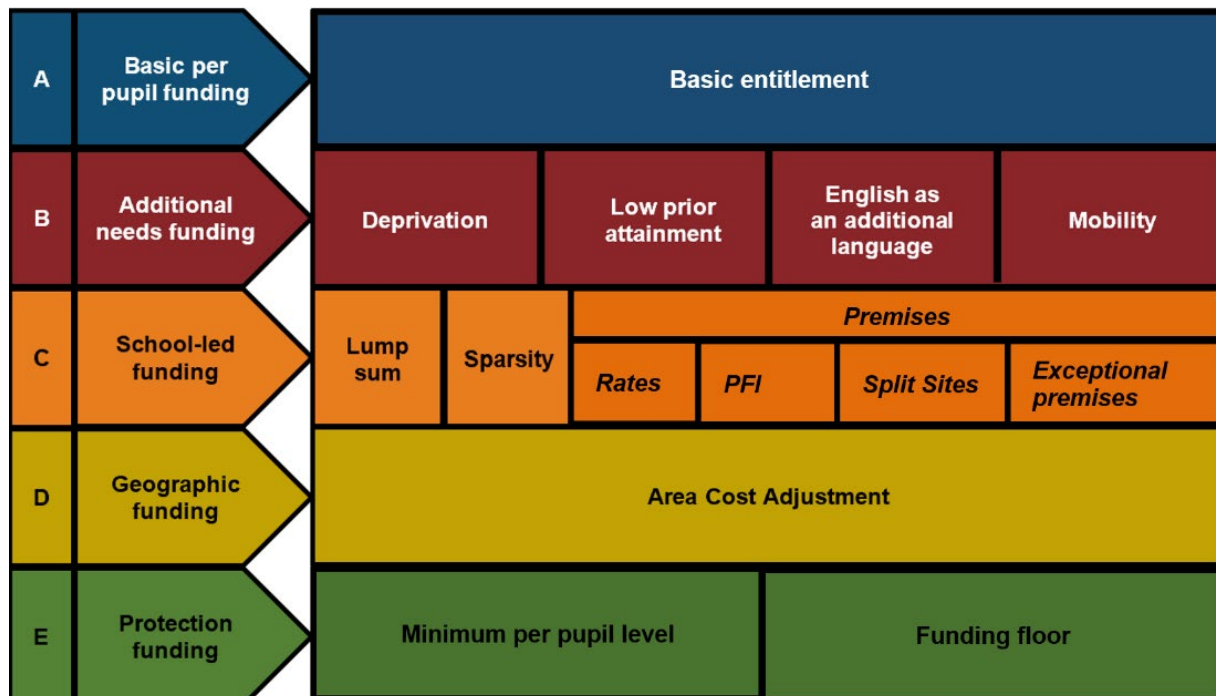 A
Basic per
pupil funding
Basic entitlement
B
Additional
needs funding
Deprivation
Low prior
attainment
English as
an additional
language
Mobility
C
School-led
funding
Lump
sum
Sparsity
Premises
Rates
PFI
Split Sites
Exceptional
premises
D
Geographic
funding
Area Cost Adjustment
E
Protection
funding
Minimum per pupil level
Funding floor